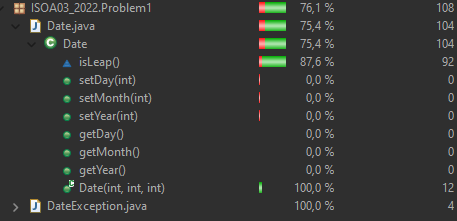 ISOA03_2022.Problem1 76,1 % 108
Date.java 75,4 % 104
Date 75,4 % 104
isLeap() 87,6 % 92
setDay(int) 0,0 % 0
setMonth(int) 0,0 % 0
setYear(int) 0,0 % 0
getDay() 0,0 % 0
getMonth() 0,0 % 0
getYear() 0,0 % 0
Date(int, int, int) 100,0 % 12
DateException.java 100,0 % 4